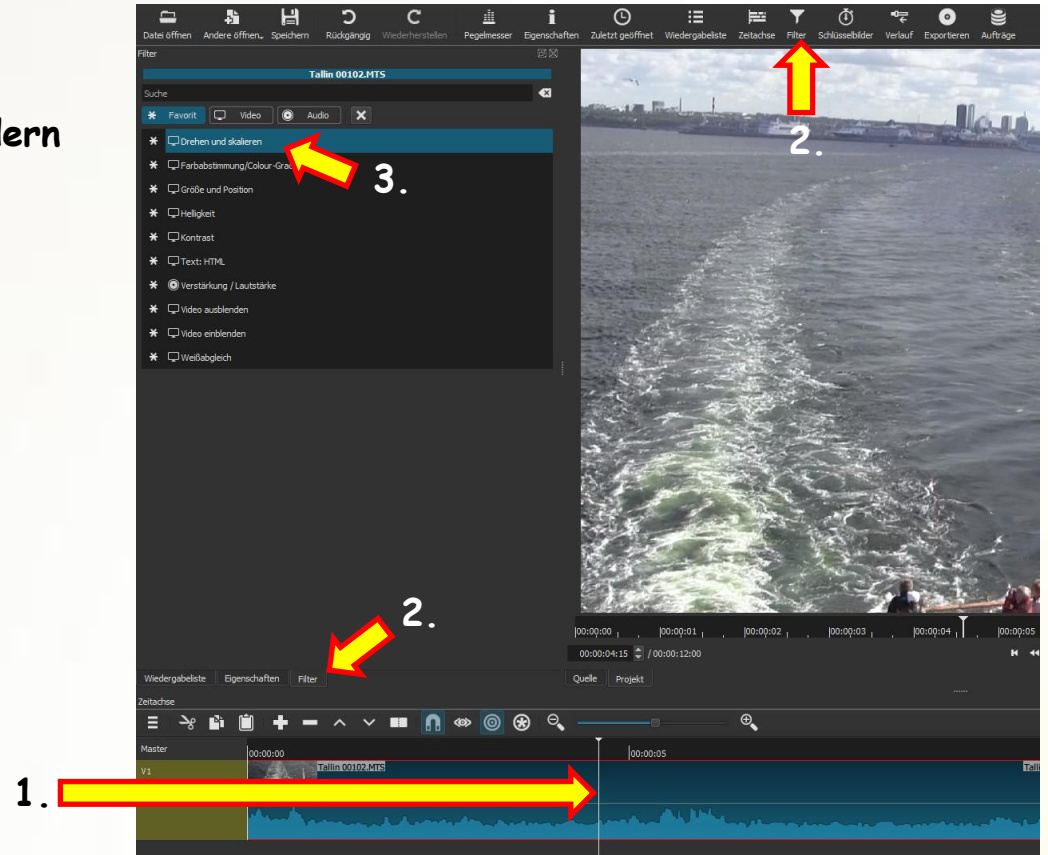 Datei öffnen Andere öffnen.. Speichern Rückgängig Wiederherstellen Pegelmesser Eigenschaften Zuletzt geöffnet Wiedergabeliste Zeitachse Filter Schlüsselbilder Verlauf Exportieren Aufträge
Filter
Tallin 00102.MTS
Suche
Favorit Video Audio
2.
Drehen und skalieren
Farbabstimmung/Colour-Grad
3.
Größe und Position
Helligkeit
Kontrast
Text: HTML
Verstärkung / Lautstärke
Video ausblenden
Video einblenden
Weißabgleich
2.
00:00:00 00:00:01 00:00:02 00:00:03 00:00:04 00:00:05
00:00:04:15 / 00:00:12:00
Wiedergabeliste Eigenschaften Filter Quelle Projekt
Zeitachse
Master 00:00:00 00:00:05
V1 Tallin 00102.MTS
1.